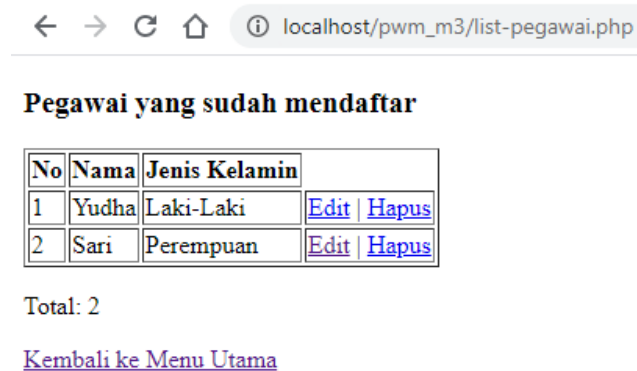 localhost/pwm_m3/list-pegawai.php
Pegawai yang sudah mendaftar
No Nama Jenis Kelamin
1 Yudha Laki-Laki Edit | Hapus
2 Sari Perempuan Edit | Hapus
Total: 2
Kembali ke Menu Utama